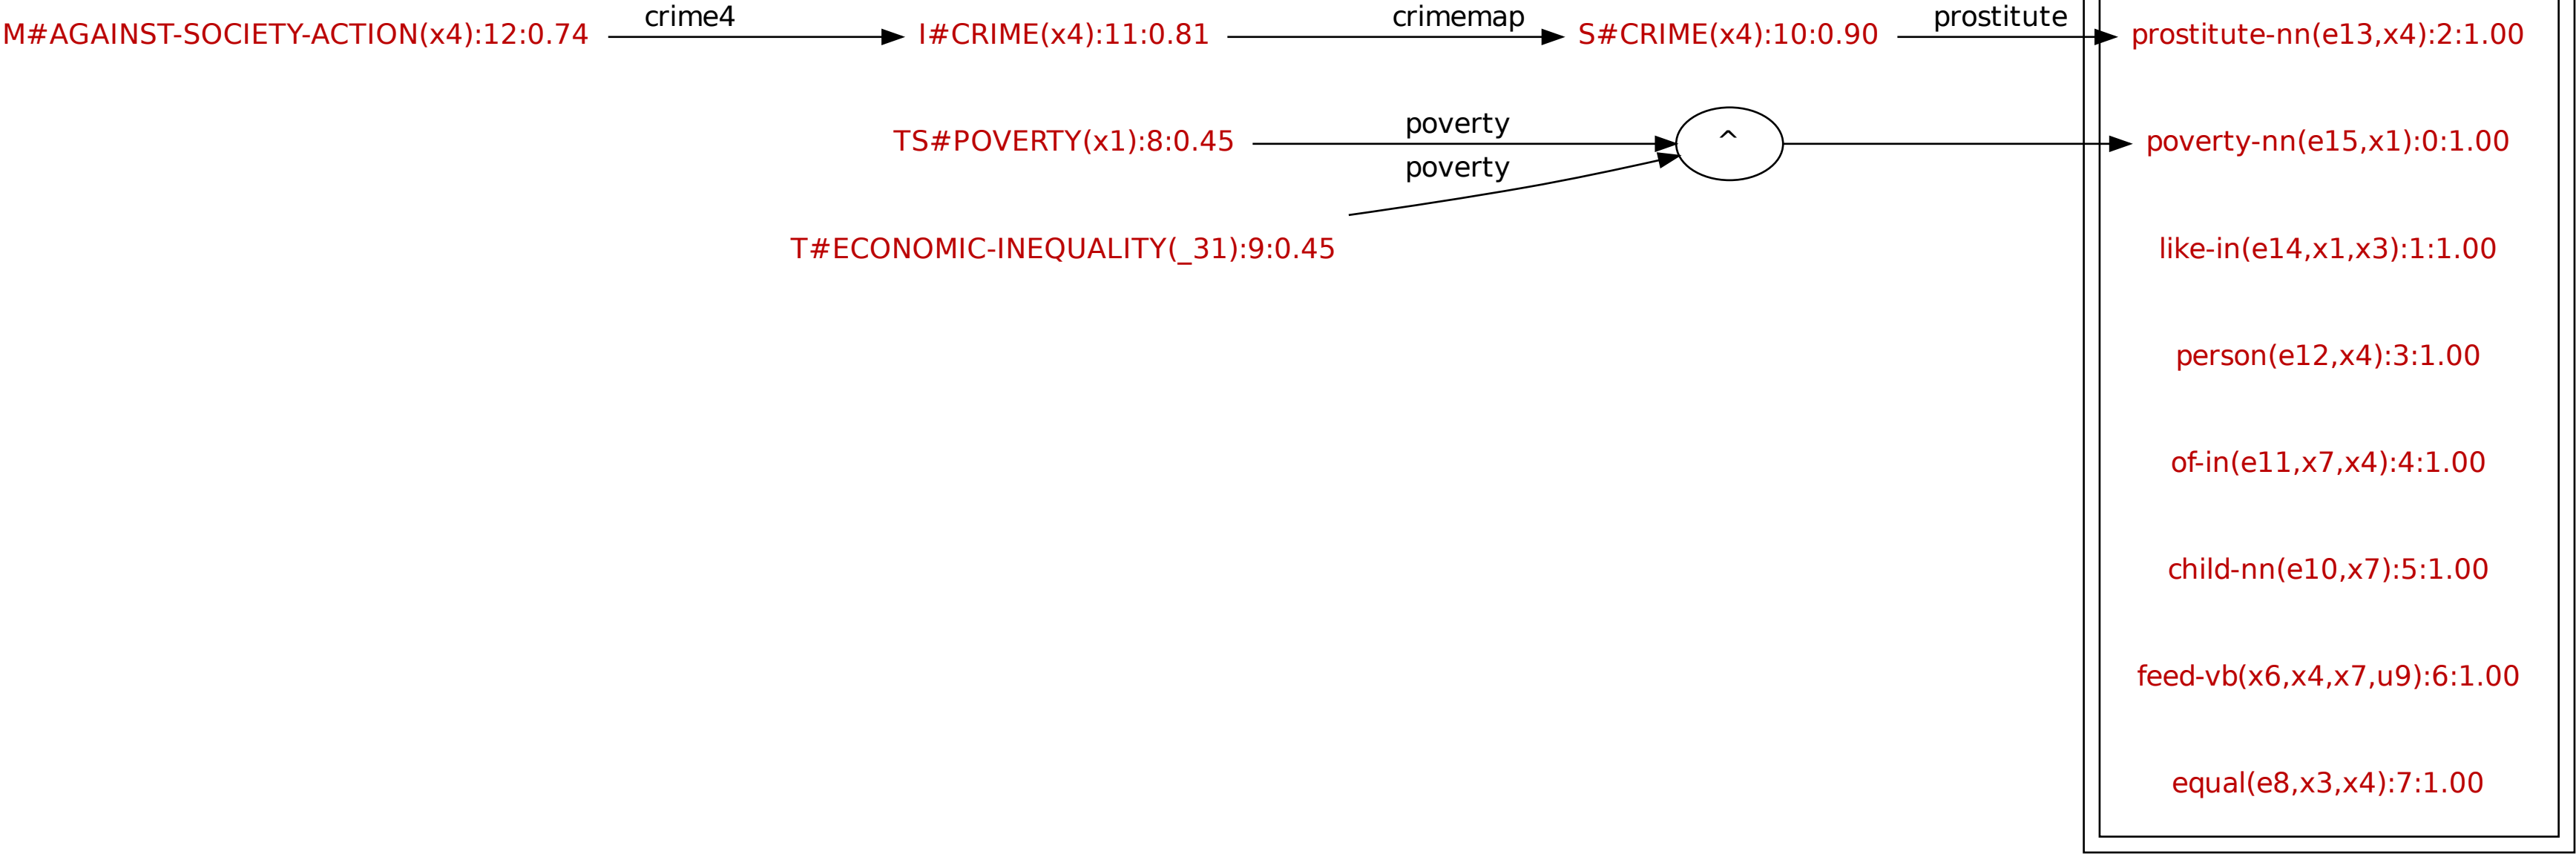 crime4 crimemap prostitute
M#AGAINST-SOCIETY-ACTION(x4):12:0.74 I#CRIME(x4):11:0.81 S#CRIME(x4):10:0.90 prostitute-nn(e13,x4):2:1.00
poverty
TS#POVERTY(x1):8:0.45 ^ poverty-nn(e15,x1):0:1.00
poverty
T#ECONOMIC-INEQUALITY(_31):9:0.45 like-in(e14,x1,x3):1:1.00
person(e12,x4):3:1.00
of-in(e11,x7,x4):4:1.00
child-nn(e10,x7):5:1.00
feed-vb(x6,x4,x7,u9):6:1.00
equal(e8,x3,x4):7:1.00